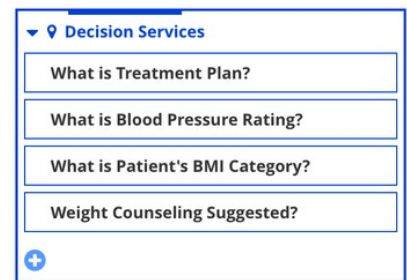 Decision Services
What is Treatment Plan?
What is Blood Pressure Rating?
What is Patient's BMI Category?
Weight Counseling Suggested?